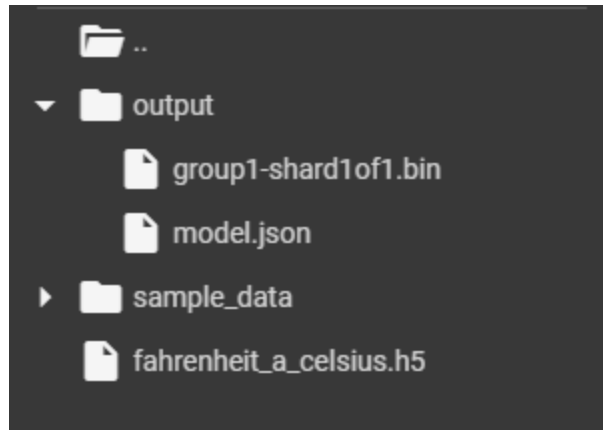 ..
output
group1-shard1of1.bin
model.json
sample_data
fahrenheit_a_celsius.h5